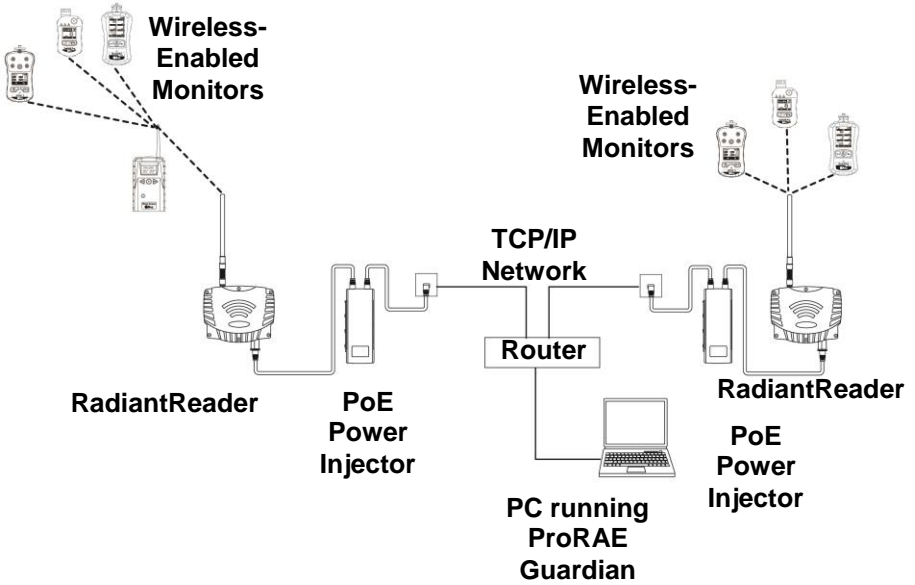 Wireless-
Enabled
Monitors
Wireless-
Enabled
Monitors
TCP/IP
Network
Router
RadiantReader
PoE
Power
Injector
RadiantReader
PoE
Power
Injector
PC running
ProRAE
Guardian